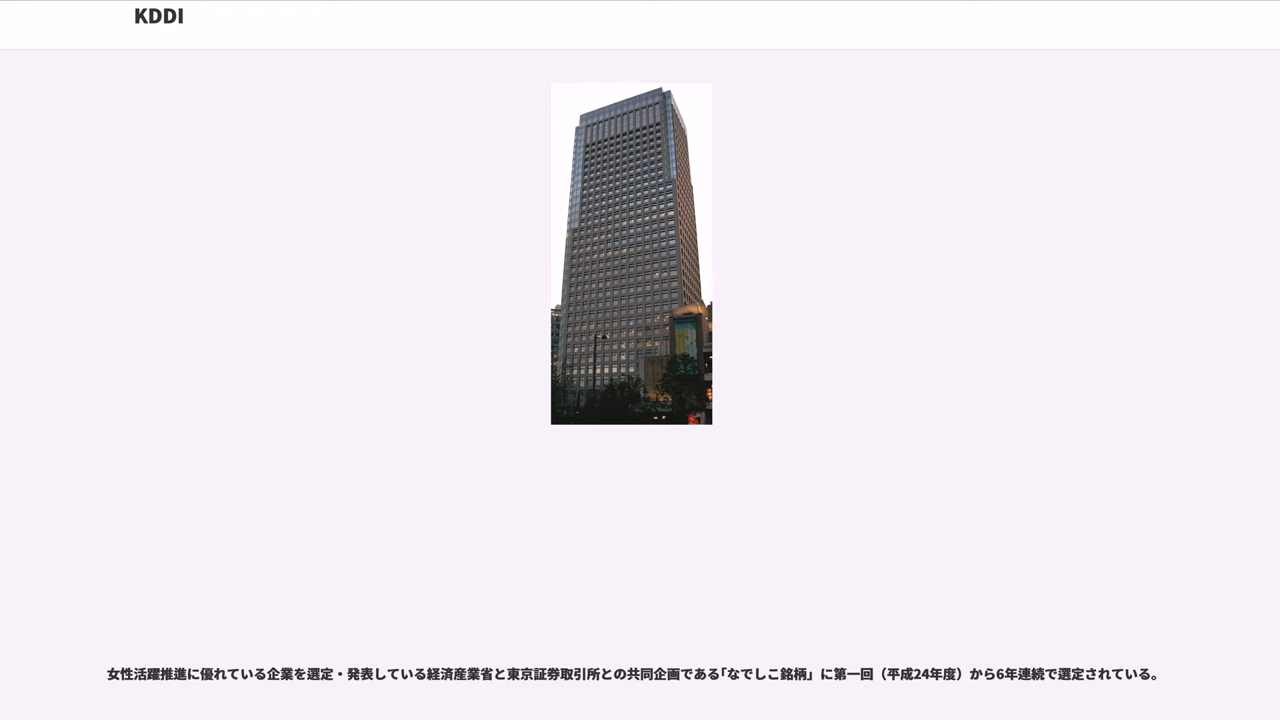 KDDI
女性活躍推進に優れている企業を選定・発表している経済産業省と東京証券取引所との共同企画である｢なでしこ銘柄」に第一回（平成24年度）から6年連続で選定されている。